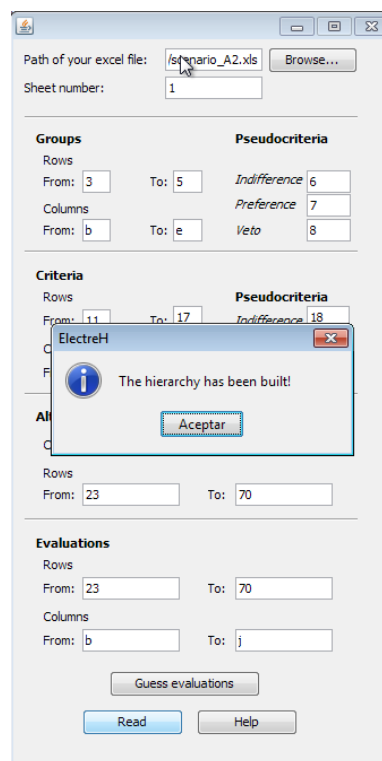 Path of your excel file: /scenario_A2.xls Browse...
Sheet number: 1
Groups Pseudocriteria
Rows
From: 3 To: 5 Indifference 6
Columns Preference 7
From: b To: e Veto 8
Criteria
Rows Pseudocriteria
From: 11 To: 17 Indifference 18
ElectreH
The hierarchy has been built!
Aceptar
Rows
From: 23 To: 70
Evaluations
Rows
From: 23 To: 70
Columns
From: b To: j
Guess evaluations
Read Help